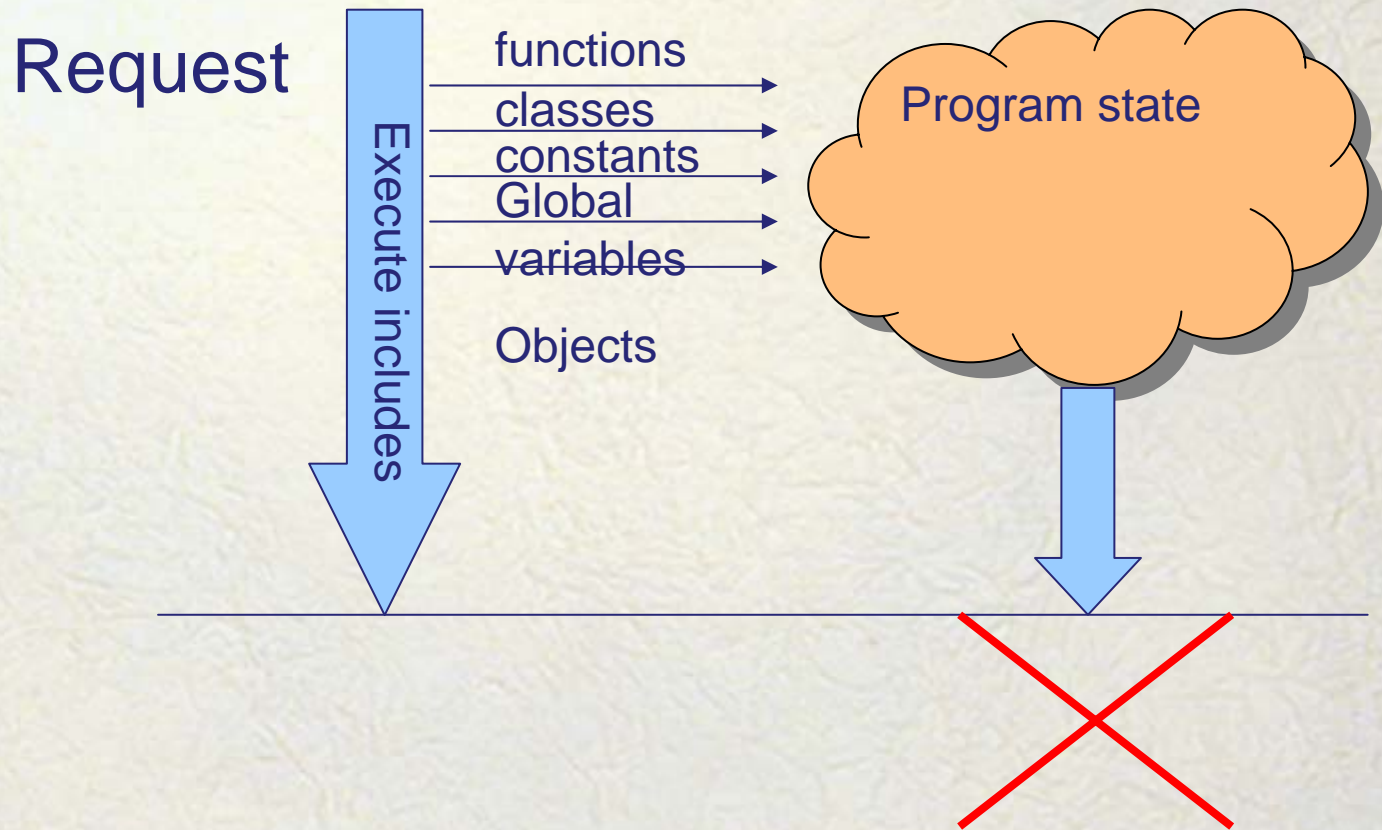 Request
Execute includes
functions
classes
constants
Global
variables
Objects
Program state